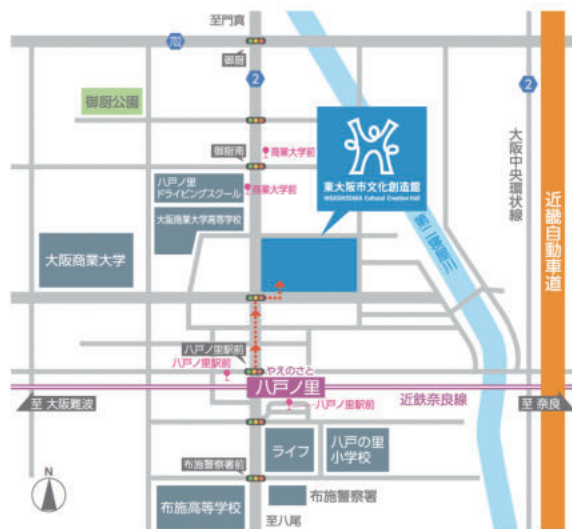 至門真
702
御厨
2
2
御厨公園
御厨南
商業大学前
東大阪市文化創造館
HIGASHIOSAKA Cultural Creation Hall
大阪中央環状線
近畿自動車道
八戸ノ里
ドライビングスクール
商業大学前
大阪商業大学高等学校
大阪商業大学
八戸ノ里駅前
八戸ノ里駅前
やえのさと
八戸ノ里
近鉄奈良線
至 大阪難波
八戸ノ里駅前
至 奈良
ライフ
八戸の里
小学校
布施警察署前
N
布施高等学校
布施警察署
至八尾